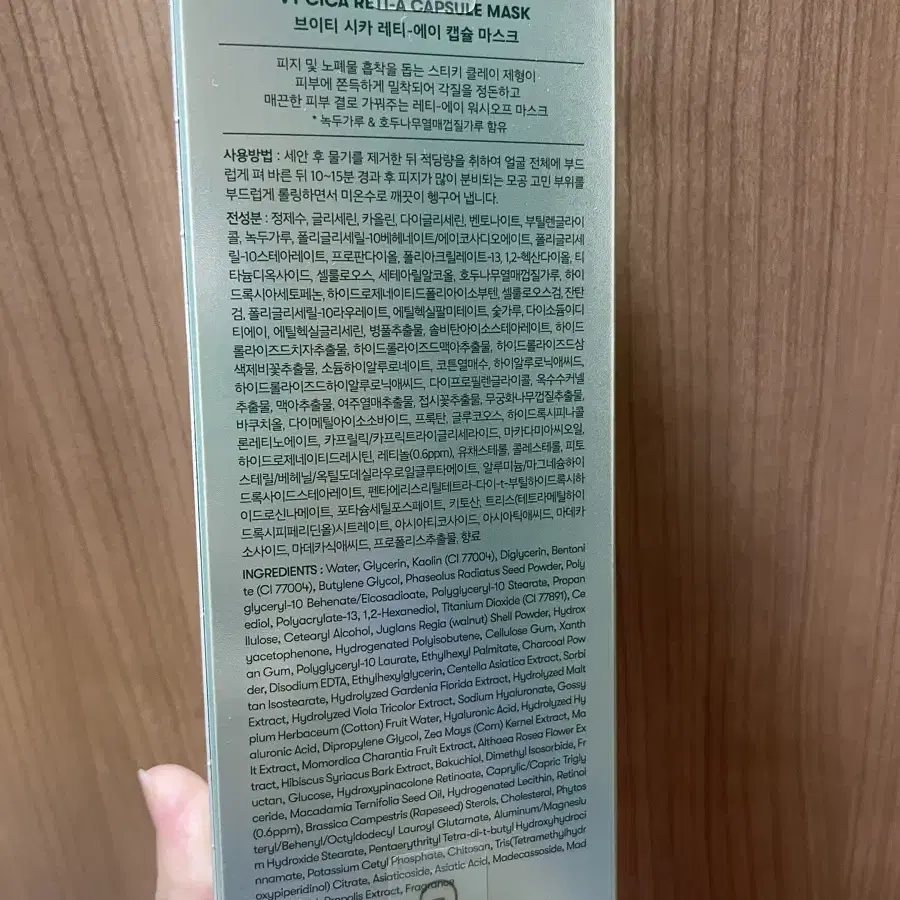 VT CICA RETI-A CAPSULE MASK
브이티 시카 레티-에이 캡슐 마스크
피지 및 노폐물 흡착을 돕는 스티키 클레이 제형이
피부에 쫀득하게 밀착되어 각질을 정돈하고
매끈한 피부 결로 가꿔주는 레티-에이 워시오프 마스크
* 녹두가루 & 호두나무열매껍질가루 함유
사용방법 : 세안 후 물기를 제거한 뒤 적당량을 취하여 얼굴 전체에 부드
럽게 펴 바른 뒤 10~15분 경과 후 피지가 많이 분비되는 모공 고민 부위를
부드럽게 롤링하면서 미온수로 깨끗이 헹구어 냅니다.
전성분 : 정제수, 글리세린, 카올린, 다이글리세린, 벤토나이트, 부틸렌글라이
콜, 녹두가루, 폴리글리세릴-10베헤네이트/에이코사디오에이트, 폴리글리세
릴-10스테아레이트, 프로판다이올, 폴리아크릴레이트-13, 1,2-헥산다이올, 티
타늄디옥사이드, 셀룰로오스, 세테아릴알코올, 호두나무열매껍질가루, 하이
드록시아세토페논, 하이드로제네이티드폴리아이소부텐, 셀룰로오스검, 잔탄
검, 폴리글리세릴-10라우레이트, 에틸헥실팔미테이트, 숯가루, 다이소듐이디
티에이, 에틸헥실글리세린, 병풀추출물, 솔비탄아이소스테아레이트, 하이드
롤라이즈드치자추출물, 하이드롤라이즈드맥아추출물, 하이드롤라이즈드삼
색제비꽃추출물, 소듐하이알루로네이트, 코튼열매수, 하이알루로닉애씨드,
하이드롤라이즈드하이알루로닉애씨드, 다이프로필렌글라이콜, 옥수수커넬
추출물, 맥아추출물, 여주열매추출물, 접시꽃추출물, 무궁화나무껍질추출물,
바쿠치올, 다이메틸아이소소바이드, 프룩탄, 글루코오스, 하이드록시피나콜
론레티노에이트, 카프릴릭/카프릭트라이글리세라이드, 마카다미아씨오일,
하이드로제네이티드레시틴, 레티놀(0.6ppm), 유채스테롤, 콜레스테롤, 피토
스테릴/베헤닐/옥틸도데실라우로일글루타메이트, 알루미늄/마그네슘하이
드록사이드스테아레이트, 펜타에리스리틸테트라-다이-t-부틸하이드록시하
이드로신나메이트, 포타슘세틸포스페이트, 키토산, 트리스(테트라메틸하이
드록시피페리딘올)시트레이트, 아시아티코사이드, 아시아틱애씨드, 마데카
소사이드, 마데카식애씨드, 프로폴리스추출물, 향료
INGREDIENTS : Water, Glycerin, Kaolin (CI 77004), Diglycerin, Bentoni
te (CI 77004), Butylene Glycol, Phaseolus Radiatus Seed Powder, Poly
glyceryl-10 Behenate/Eicosadioate, Polyglyceryl-10 Stearate, Propan
ediol, Polyacrylate-13, 1,2-Hexanediol, Titanium Dioxide (CI 77891), Ce
llulose, Cetearyl Alcohol, Juglans Regia (walnut) Shell Powder, Hydrox
yacetophenone, Hydrogenated Polyisobutene, Cellulose Gum, Xanth
an Gum, Polyglyceryl-10 Laurate, Ethylhexyl Palmitate, Charcoal Pow
der, Disodium EDTA, Ethylhexylglycerin, Centella Asiatica Extract, Sorbi
tan Isostearate, Hydrolyzed Gardenia Florida Extract, Hydrolyzed Malt
Extract, Hydrolyzed Viola Tricolor Extract, Sodium Hyaluronate, Gossy
pium Herbaceum (Cotton) Fruit Water, Hyaluronic Acid, Hydrolyzed Hy
aluronic Acid, Dipropylene Glycol, Zea Mays (Corn) Kernel Extract, Ma
lt Extract, Momordica Charantia Fruit Extract, Althaea Rosea Flower Ex
tract, Hibiscus Syriacus Bark Extract, Bakuchiol, Dimethyl Isosorbide, Fr
uctan, Glucose, Hydroxypinacolone Retinoate, Caprylic/Capric Trigly
ceride, Macadamia Ternifolia Seed Oil, Hydrogenated Lecithin, Retinol
(0.6ppm), Brassica Campestris (Rapeseed) Sterols, Cholesterol, Phytos
teryl/Behenyl/Octyldodecyl Lauroyl Glutamate, Aluminum/Magnesiu
m Hydroxide Stearate, Pentaerythrityl Tetra-di-t-butyl Hydroxyhydroci
nnamate, Potassium Cetyl Phosphate, Chitosan, Tris(Tetramethylhydr
oxypiperidinol) Citrate, Asiaticoside, Asiatic Acid, Madecassoside, Mad
Propolis Extract, Fragrance